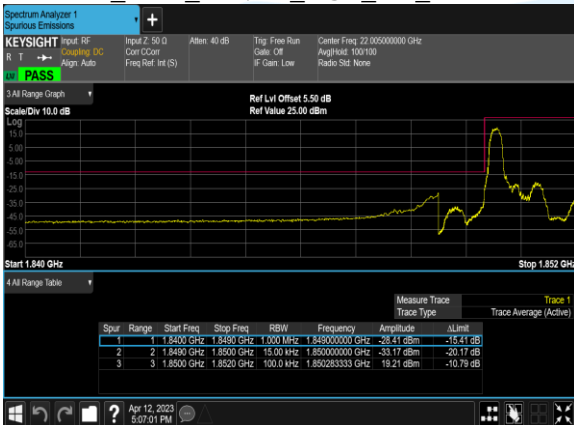 Spectrum Analyzer 1
Spurious Emissions
+
KEYSIGHT Input: RF Input Z: 50 Ω Atten: 40 dB Trig: Free Run Center Freq: 22.005000000 GHz
R T Coupling: DC Corr CCorr Gate: Off Avg|Hold: 100/100
Align: Auto Freq Ref: Int (S) IF Gain: Low Radio Std: None
PASS
3 All Range Graph
Ref Lvl Offset 5.50 dB
Scale/Div 10.0 dB Ref Value 25.00 dBm
Log
15.0
5.00
-5.00
-15.0
-25.0
-35.0
-45.0
-55.0
-65.0
Start 1.840 GHz Stop 1.852 GHz
4 All Range Table
Measure Trace Trace 1
Trace Type Trace Average (Active)
Spur Range Start Freq Stop Freq RBW Frequency Amplitude ΔLimit
1 1 1.8400 GHz 1.8490 GHz 1.000 MHz 1.849000000 GHz -28.41 dBm -15.41 dB
2 2 1.8490 GHz 1.8500 GHz 15.00 kHz 1.850000000 GHz -33.17 dBm -20.17 dB
3 3 1.8500 GHz 1.8520 GHz 100.0 kHz 1.850283333 GHz 19.21 dBm -10.79 dB
? Apr 12, 2023
5:07:01 PM